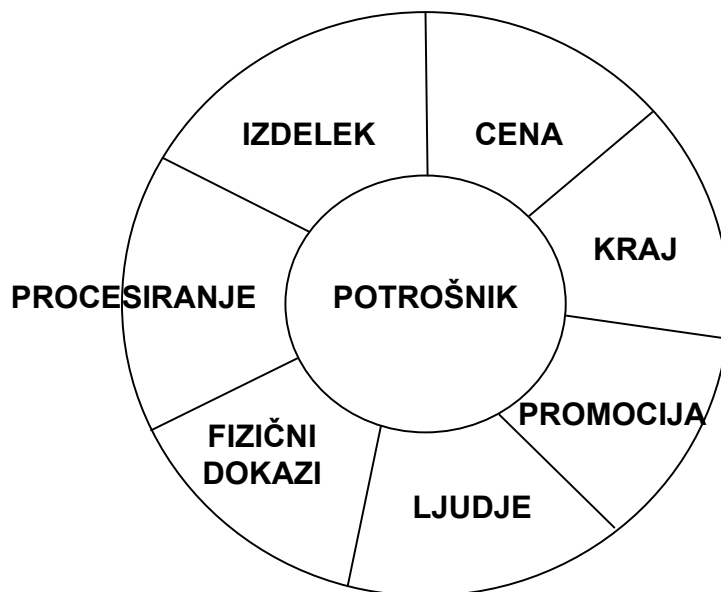 IZDELEK
CENA
KRAJ
PROCESIRANJE
POTROŠNIK
PROMOCIJA
FIZIČNI
DOKAZI
LJUDJE